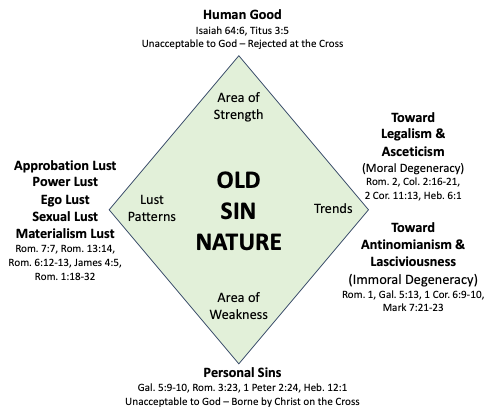 Human Good
Isaiah 64:6, Titus 3:5
Unacceptable to God – Rejected at the Cross
Area of
Strength
Approbation Lust
Power Lust
Ego Lust
Sexual Lust
Materialism Lust
Rom. 7:7, Rom. 13:14,
Rom. 6:12-13, James 4:5,
Rom. 1:18-32
Lust
Patterns
OLD
SIN
NATURE
Trends
Toward
Legalism &
Asceticism
(Moral Degeneracy)
Rom. 2, Col. 2:16-21,
2 Cor. 11:13, Heb. 6:1
Toward
Antinomianism &
Lasciviousness
(Immoral Degeneracy)
Rom. 1, Gal. 5:13, 1 Cor. 6:9-10,
Mark 7:21-23
Area of
Weakness
Personal Sins
Gal. 5:9-10, Rom. 3:23, 1 Peter 2:24, Heb. 12:1
Unacceptable to God – Borne by Christ on the Cross